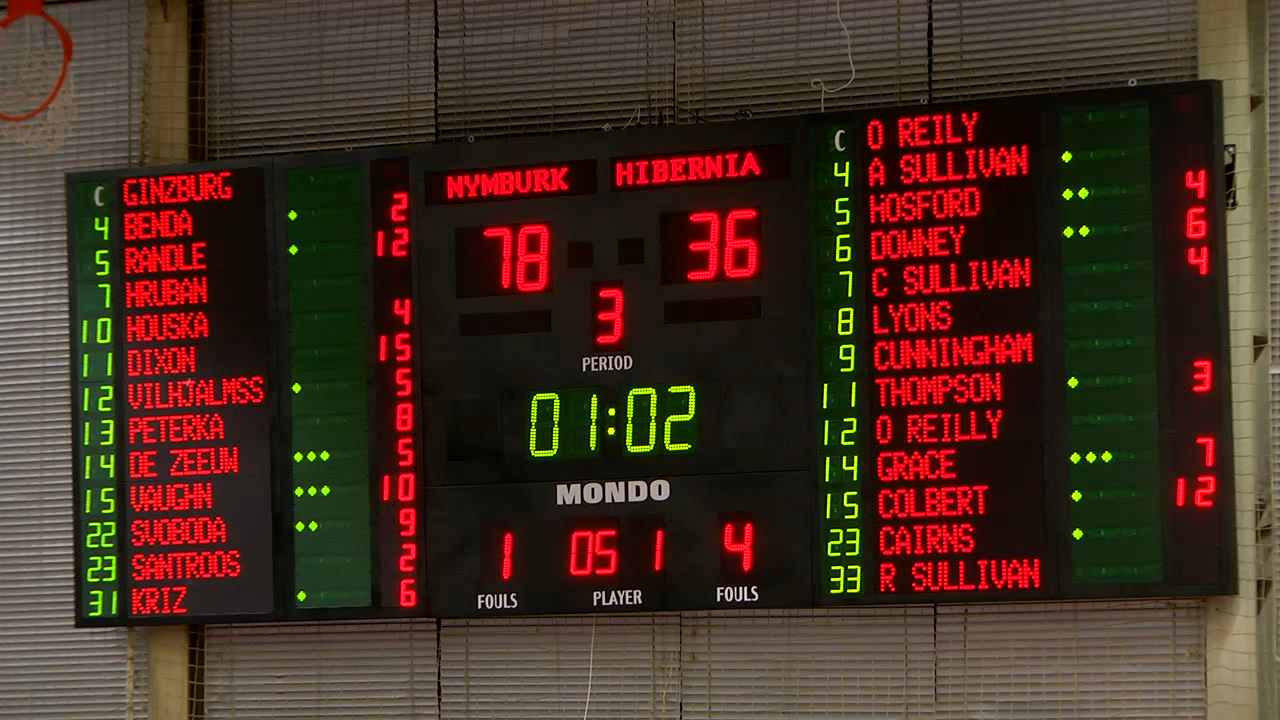 NYMBURK HIBERNIA
78 36
3
PERIOD
01:02
MONDO
1 05 1 4
FOULS PLAYER FOULS
C GINZBURG
4 BENDA 2
5 RANDLE 12
7 HRUBAN
10 HOUSKA 4
11 DIXON 15
12 VILHJALMSS 5
13 PETERKA 8
14 DE ZEEUW 5
15 VAUGHN 10
22 SVOBODA 9
23 SANTROOS 2
31 KRIZ 6
C O REILY
4 A SULLIVAN
5 HOSFORD 4
6 DOWNEY 6
7 C SULLIVAN 4
8 LYONS
9 CUNNINGHAM
11 THOMPSON 3
12 O REILLY
14 GRACE 7
15 COLBERT 12
23 CAIRNS
33 R SULLIVAN